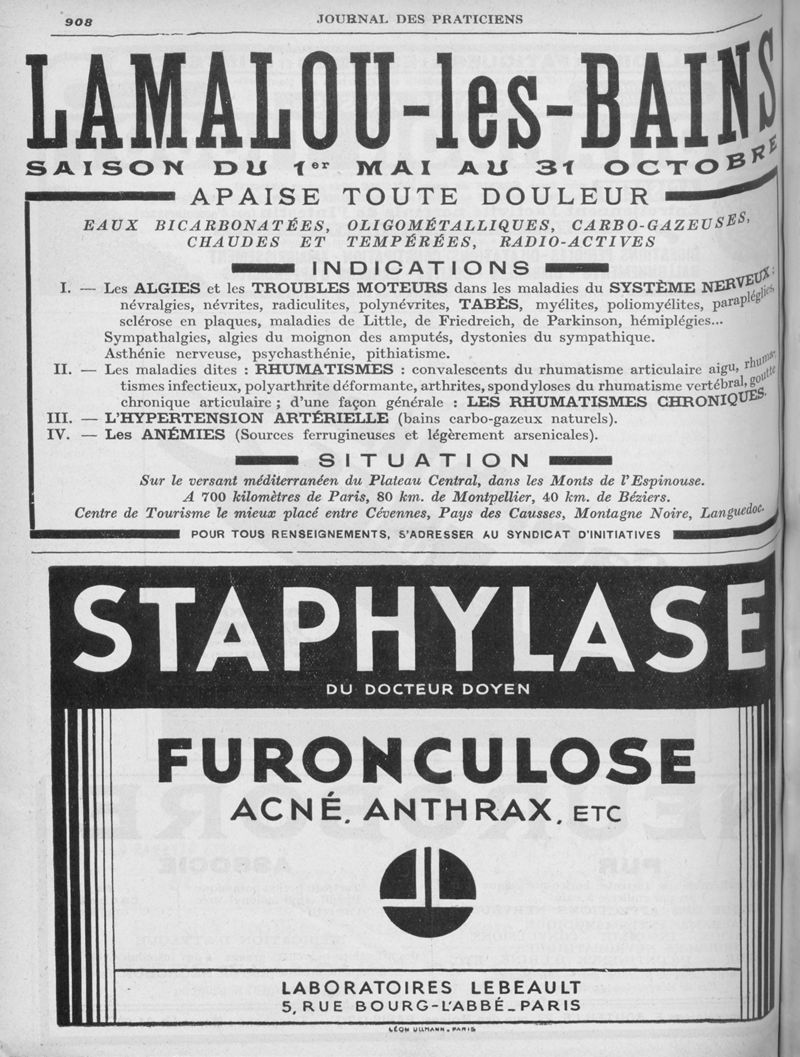 908
JOURNAL DES PRATICIENS
LAMALOU-les-BAINS
SAISON DU 1er MAI AU 31 OCTOBRE
APAISE TOUTE DOULEUR
EAUX BICARBONATÉES, OLIGOMÉTALLIQUES, CARBO-GAZEUSES,
CHAUDES ET TEMPÉRÉES, RADIO-ACTIVES
INDICATIONS
I. — Les ALGIES et les TROUBLES MOTEURS dans les maladies du SYSTÈME NERVEUX :
névralgies, névrites, radiculites, polynévrites, TABÈS, myélites, poliomyélites, paraplégies,
sclérose en plaques, maladies de Little, de Friedreich, de Parkinson, hémiplégies...
Sympathalgies, algies du moignon des amputés, dystonies du sympathique.
Asthénie nerveuse, psychasthénie, pithiatisme.
II. — Les maladies dites : RHUMATISMES : convalescents du rhumatisme articulaire aigu, rhuma-
tismes infectieux, polyarthrite déformante, arthrites, spondyloses du rhumatisme vertébral, goutte
chronique articulaire ; d'une façon générale : LES RHUMATISMES CHRONIQUES.
III. — L'HYPERTENSION ARTÉRIELLE (bains carbo-gazeux naturels).
IV. — Les ANÉMIES (Sources ferrugineuses et légèrement arsenicales).
SITUATION
Sur le versant méditerranéen du Plateau Central, dans les Monts de l'Espinouse.
A 700 kilomètres de Paris, 80 km. de Montpellier, 40 km. de Béziers.
Centre de Tourisme le mieux placé entre Cévennes, Pays des Causses, Montagne Noire, Languedoc.
POUR TOUS RENSEIGNEMENTS, S'ADRESSER AU SYNDICAT D'INITIATIVES
STAPHYLASE
DU DOCTEUR DOYEN
FURONCULOSE
ACNÉ, ANTHRAX, ETC
LABORATOIRES LEBEAULT
5, RUE BOURG-L'ABBÉ_PARIS
LÉON ULLMANN - PARIS